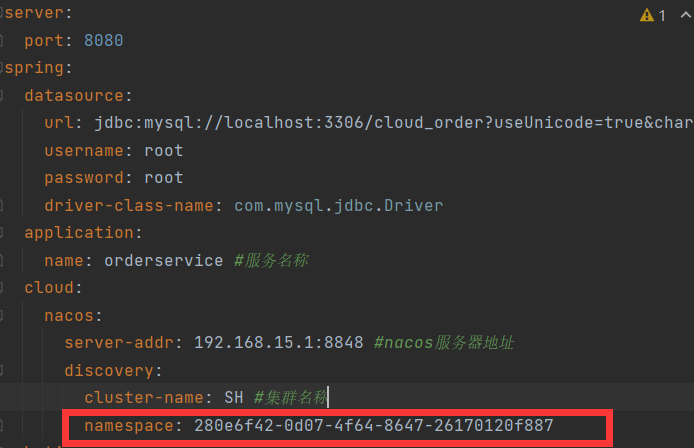 server:
  port: 8080
spring:
  datasource:
    url: jdbc:mysql://localhost:3306/cloud_order?useUnicode=true&char
    username: root
    password: root
    driver-class-name: com.mysql.jdbc.Driver
  application:
    name: orderservice #服务名称
  cloud:
    nacos:
      server-addr: 192.168.15.1:8848 #nacos服务器地址
      discovery:
        cluster-name: SH #集群名称
        namespace: 280e6f42-0d07-4f64-8647-26170120f887
1